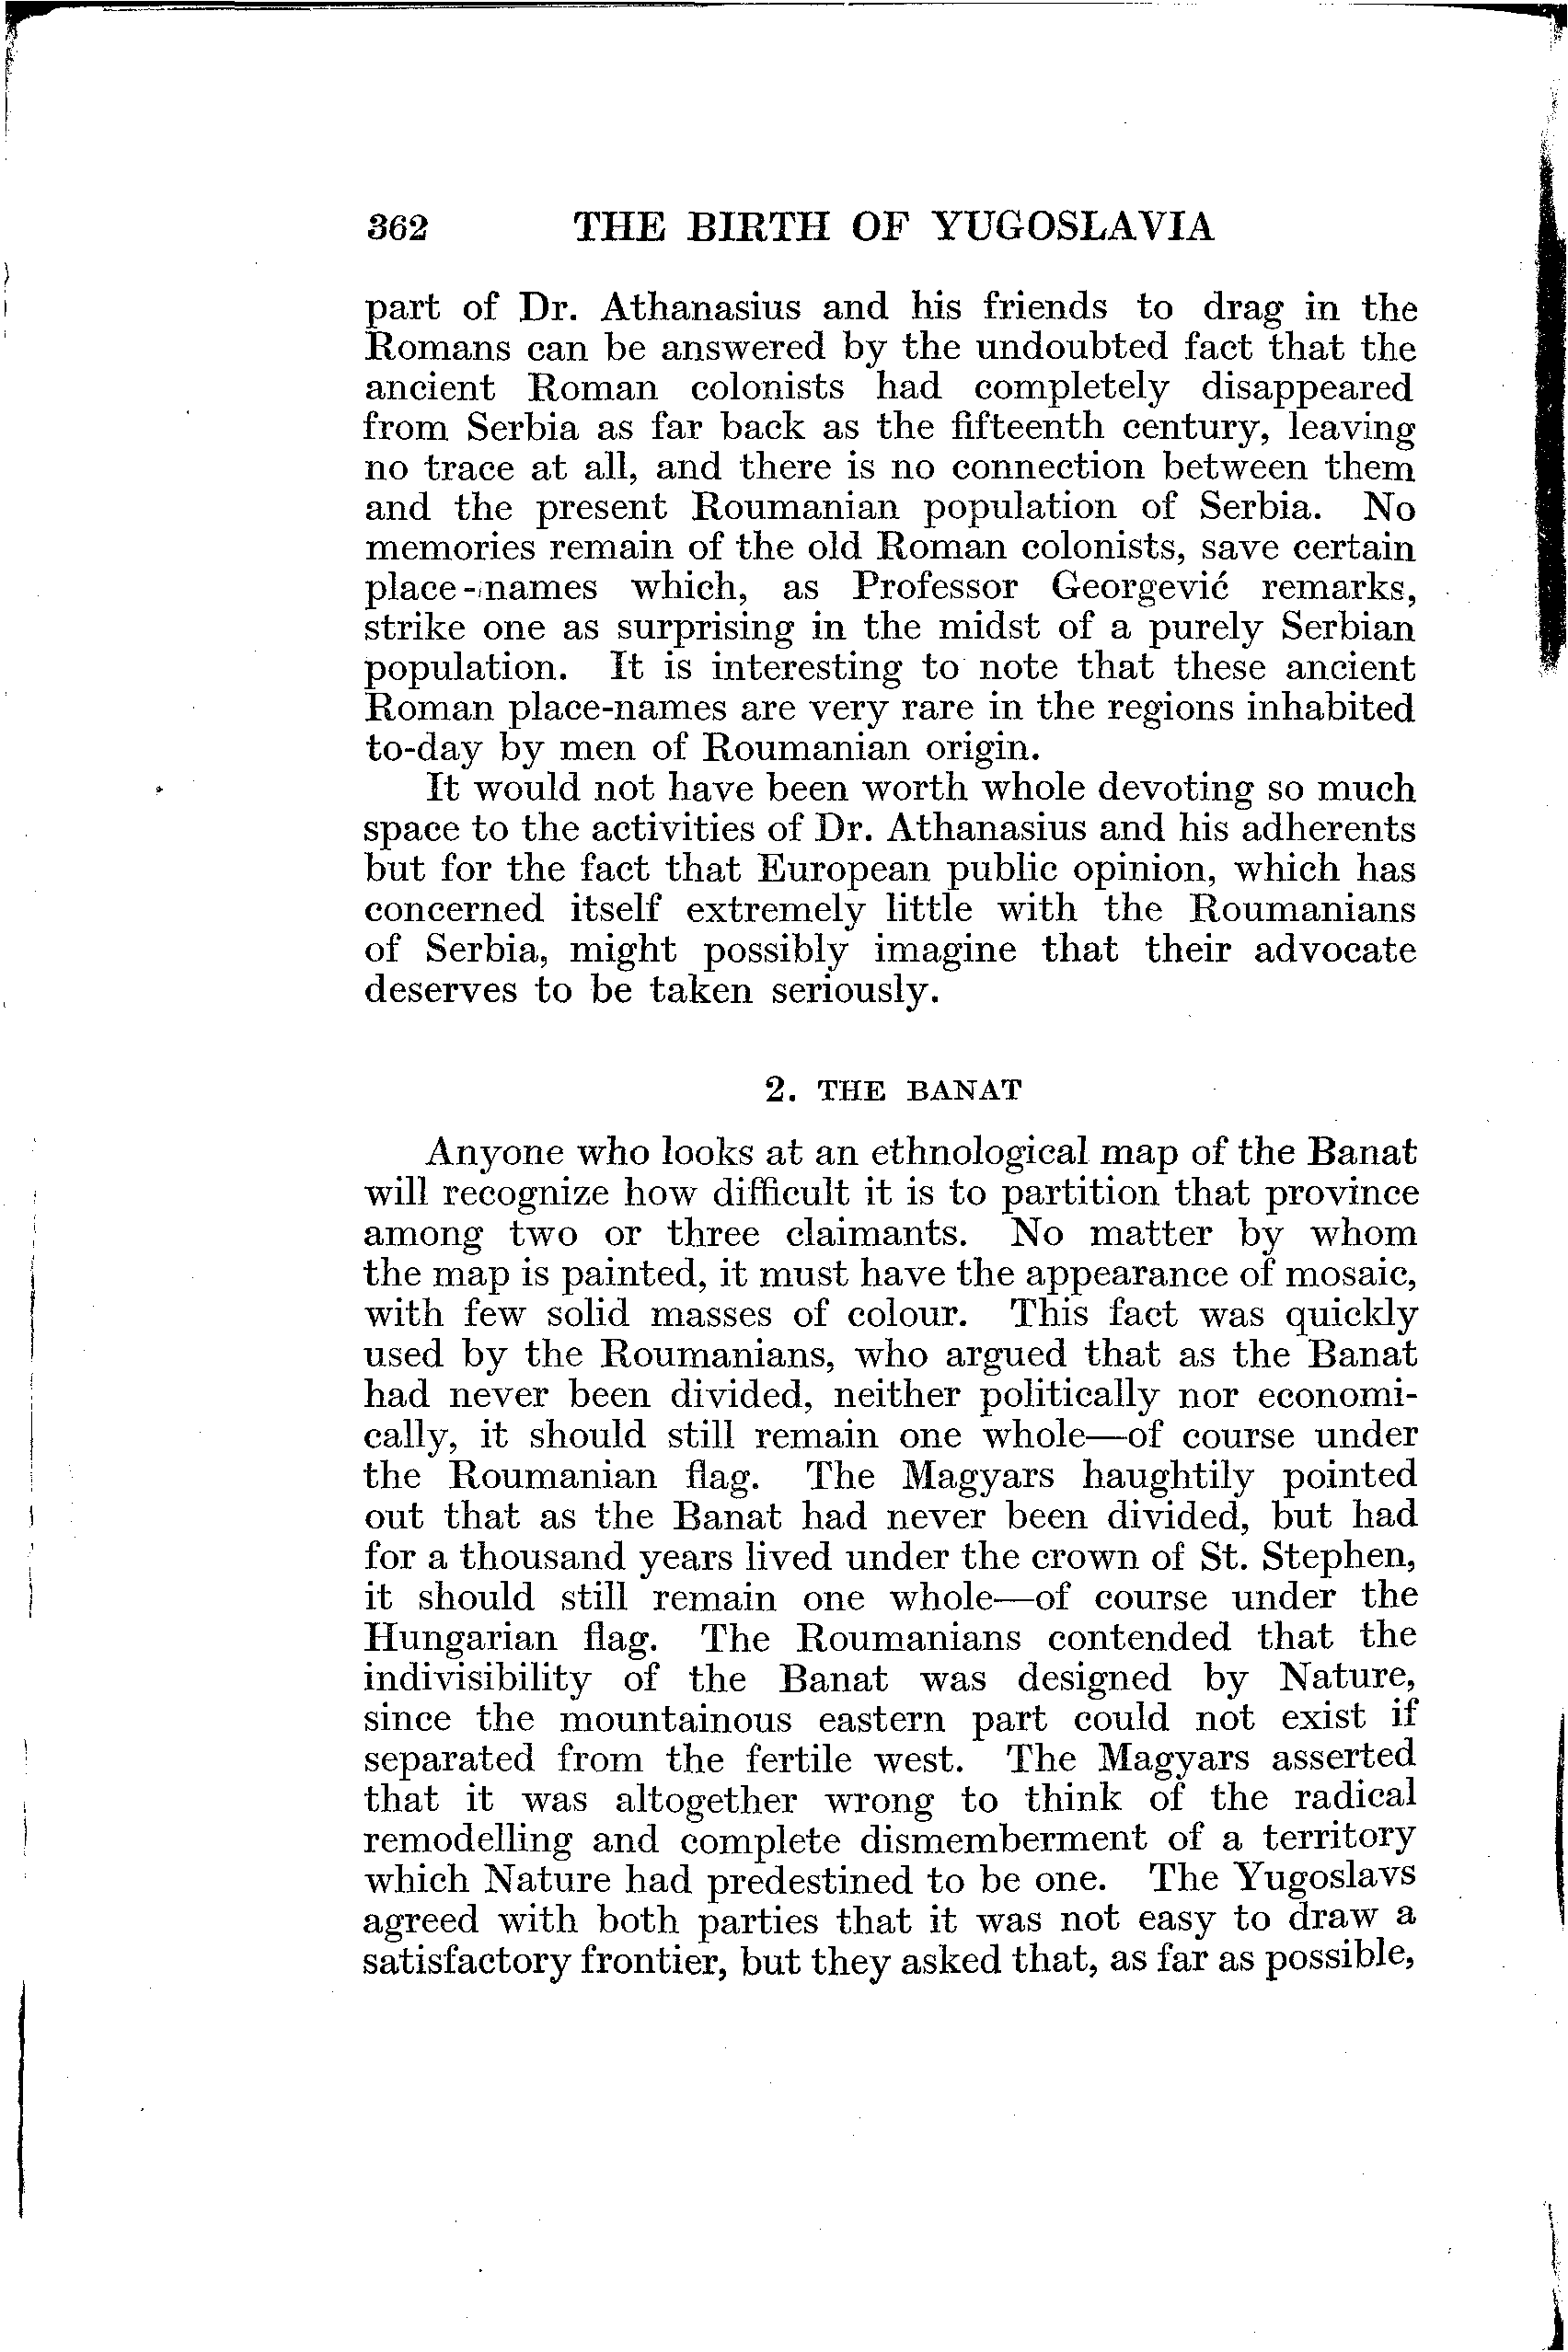 362 THE BIRTH OF YUGOSLAVIA
part of Dr. Athanasius and his friends to drag in the
Romans can be answered by the undoubted fact that the
ancient Roman colonists had completely disappeared
from Serbia as far back as the fifteenth century, leaving
no trace at all, and there is no connection between them
and the present Roumanian population of Serbia. No
memories remain of the old Roman colonists, save certain
place-names which, as Professor Georgević remarks,
strike one as surprising in the midst of a purely Serbian
population. It is interesting to note that these ancient
Roman place-names are very rare in the regions inhabited
to-day by men of Roumanian origin.
It would not have been worth whole devoting so much
space to the activities of Dr. Athanasius and his adherents
but for the fact that European public opinion, which has
concerned itself extremely little with the Roumanians
of Serbia, might possibly imagine that their advocate
deserves to be taken seriously.
2. THE BANAT
Anyone who looks at an ethnological map of the Banat
will recognize how difficult it is to partition that province
among two or three claimants. No matter by whom
the map is painted, it must have the appearance of mosaic,
with few solid masses of colour. This fact was quickly
used by the Roumanians, who argued that as the Banat
had never been divided, neither politically nor economi-
cally, it should still remain one whole—of course under
the Roumanian flag. The Magyars haughtily pointed
out that as the Banat had never been divided, but had
for a thousand years lived under the crown of St. Stephen,
it should still remain one whole—of course under the
Hungarian flag. The Roumanians contended that the
indivisibility of the Banat was designed by Nature,
since the mountainous eastern part could not exist if
separated from the fertile west. The Magyars asserted
that it was altogether wrong to think of the radical
remodelling and complete dismemberment of a territory
which Nature had predestined to be one. The Yugoslavs
agreed with both parties that it was not easy to draw a
satisfactory frontier, but they asked that, as far as possible,